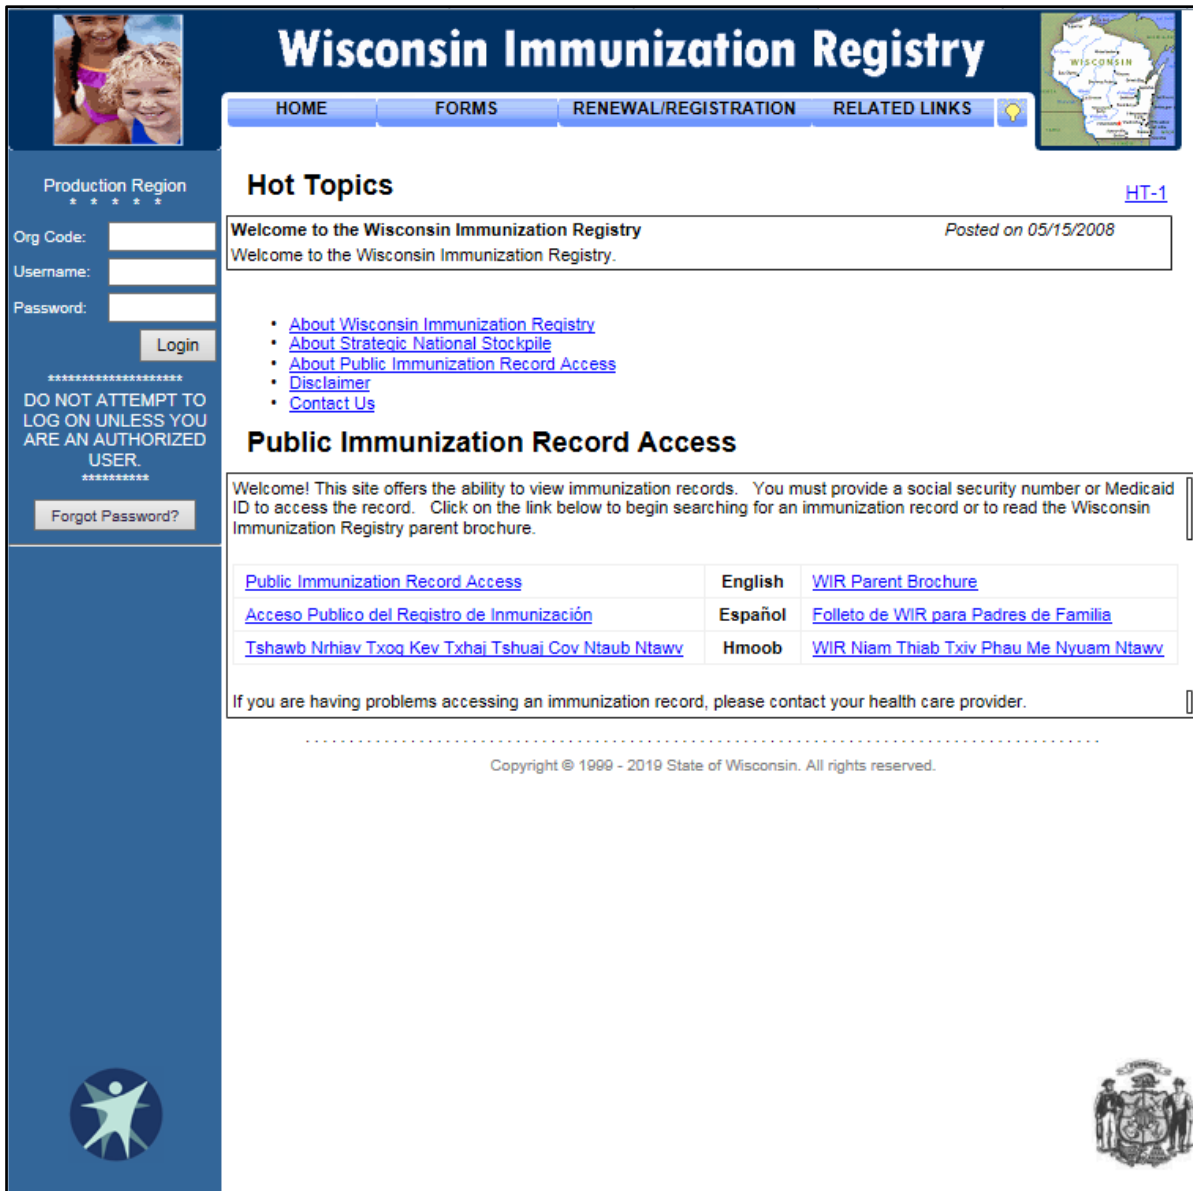 Wisconsin Immunization Registry
WISCONSIN
HOME FORMS RENEWAL/REGISTRATION RELATED LINKS
Production Region
* * * * *
Org Code:
Username:
Password:
Login
********************
DO NOT ATTEMPT TO
LOG ON UNLESS YOU
ARE AN AUTHORIZED
USER.
**********
Forgot Password?
Hot Topics
HT-1
Welcome to the Wisconsin Immunization Registry Posted on 05/15/2008
Welcome to the Wisconsin Immunization Registry.
• About Wisconsin Immunization Registry
• About Strategic National Stockpile
• About Public Immunization Record Access
• Disclaimer
• Contact Us
Public Immunization Record Access
Welcome! This site offers the ability to view immunization records. You must provide a social security number or Medicaid
ID to access the record. Click on the link below to begin searching for an immunization record or to read the Wisconsin
Immunization Registry parent brochure.
Public Immunization Record Access English WIR Parent Brochure
Acceso Publico del Registro de Inmunización Español Folleto de WIR para Padres de Familia
Tshawb Nrhiav Txoq Kev Txhaj Tshuaj Cov Ntaub Ntawv Hmoob WIR Niam Thiab Txiv Phau Me Nyuam Ntawv
If you are having problems accessing an immunization record, please contact your health care provider.
Copyright © 1999 - 2019 State of Wisconsin. All rights reserved.